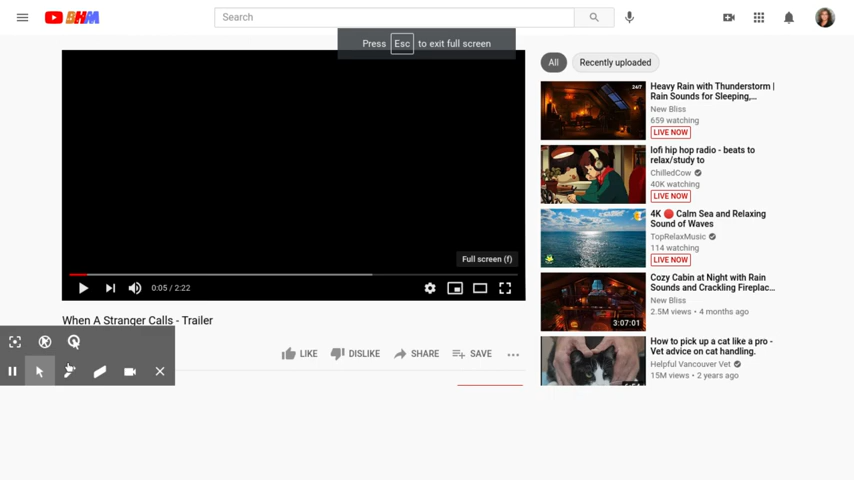 BHM
Search
Press Esc to exit full screen
All
Recently uploaded
24/7
Heavy Rain with Thunderstorm |
Rain Sounds for Sleeping,...
New Bliss
659 watching
LIVE NOW
lofi hip hop radio - beats to
relax/study to
ChilledCow
40K watching
LIVE NOW
4K 🔴 Calm Sea and Relaxing
Sound of Waves
TopRelaxMusic
114 watching
LIVE NOW
Full screen (f)
0:05 / 2:22
Cozy Cabin at Night with Rain
Sounds and Crackling Fireplac...
New Bliss
2.5M views • 4 months ago
3:07:01
When A Stranger Calls - Trailer
LIKE
DISLIKE
SHARE
SAVE
How to pick up a cat like a pro -
Vet advice on cat handling.
Helpful Vancouver Vet
15M views • 2 years ago